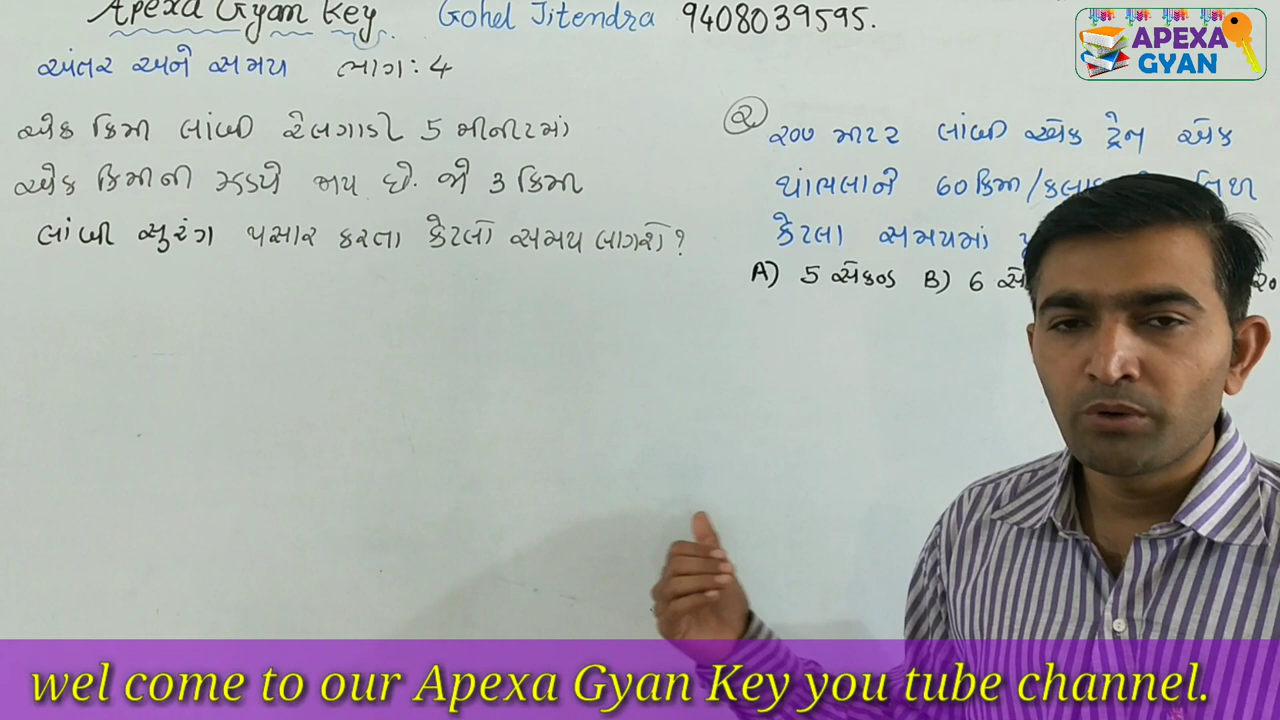 Apexa Gyan Key. Gohel Jitendra 9408039595.
APEXA
GYAN
અંતર અને સમય ભાગ: 4
એક કિમી લાંબી રેલગાડી 5 મીનીટમાં
એક કિમીની ઝડપે જાય છે. જો 3 કિમી
લાંબી સુરંગ પસાર કરતા કેટલો સમય લાગશે?
૨
૨૦૦ મીટર લાંબી એક ટ્રેન એક
થાંભલાને 60 કિમી/કલાક
કેટલા સમયમાં
A) 5 સેકન્ડ B) 6 સે
wel come to our Apexa Gyan Key you tube channel.